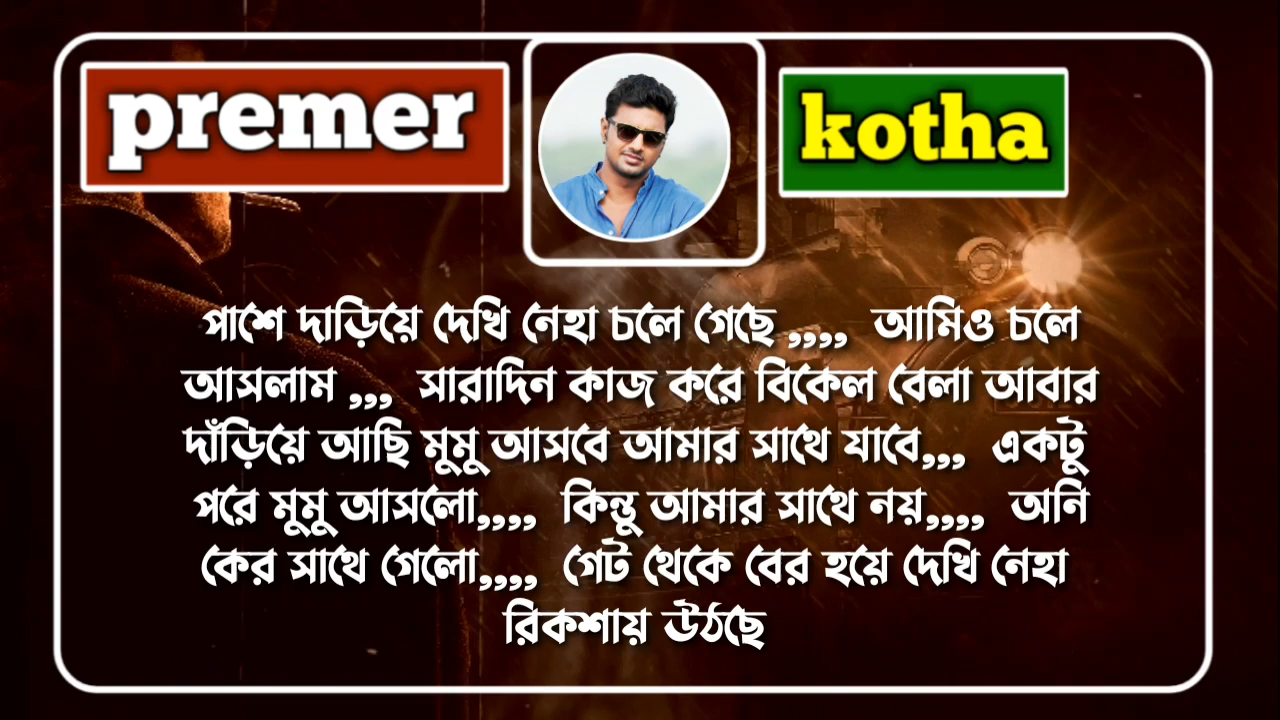 premer
kotha
পাশে দাড়িয়ে দেখি নেহা চলে গেছে ,,,, আমিও চলে
আসলাম ,,, সারাদিন কাজ করে বিকেল বেলা আবার
দাঁড়িয়ে আছি মুমু আসবে আমার সাথে যাবে,,, একটু
পরে মুমু আসলো,,,, কিন্তু আমার সাথে নয়,,,, অনি
কের সাথে গেলো,,,, গেট থেকে বের হয়ে দেখি নেহা
রিকশায় উঠছে